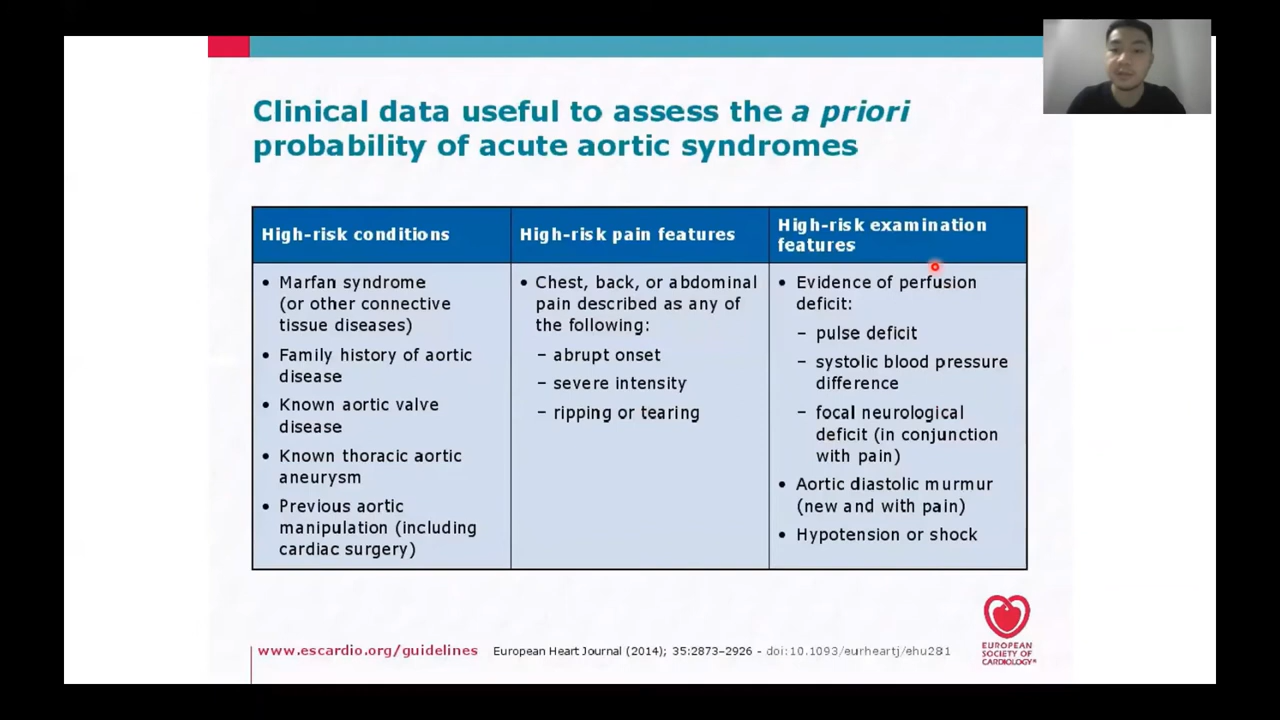 Clinical data useful to assess the a priori
probability of acute aortic syndromes
High-risk conditions
• Marfan syndrome
(or other connective
tissue diseases)
• Family history of aortic
disease
• Known aortic valve
disease
• Known thoracic aortic
aneurysm
• Previous aortic
manipulation (including
cardiac surgery)
High-risk pain features
• Chest, back, or abdominal
pain described as any of
the following:
– abrupt onset
– severe intensity
– ripping or tearing
High-risk examination
features
• Evidence of perfusion
deficit:
– pulse deficit
– systolic blood pressure
difference
– focal neurological
deficit (in conjunction
with pain)
• Aortic diastolic murmur
(new and with pain)
• Hypotension or shock
www.escardio.org/guidelines European Heart Journal (2014); 35:2873–2926 - doi:10.1093/eurheartj/ehu281
EUROPEAN
SOCIETY OF
CARDIOLOGY®